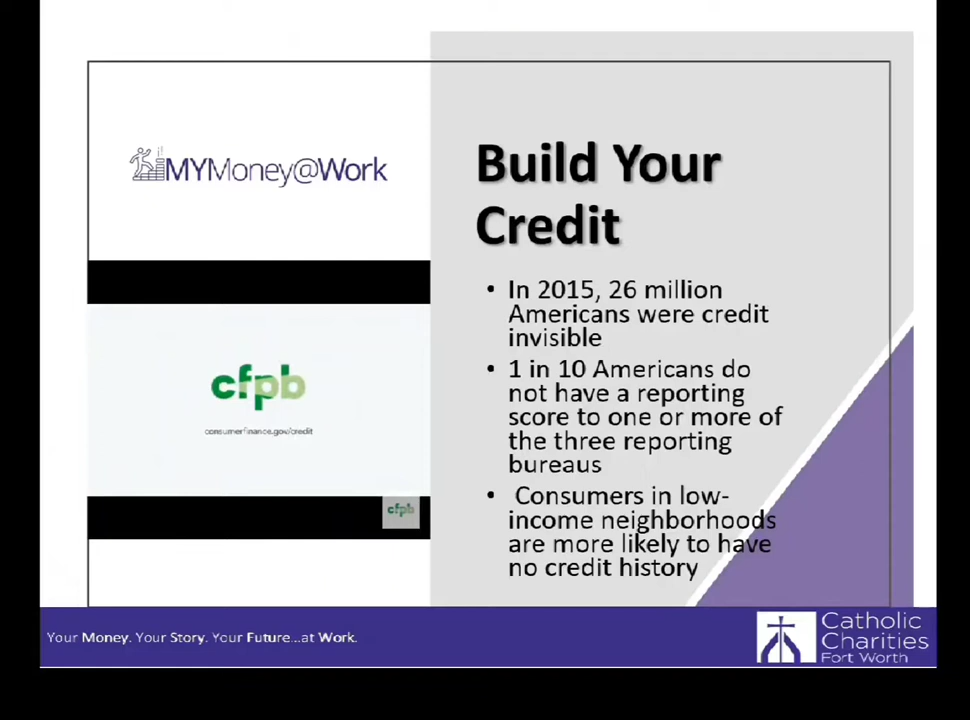 MYMoney@Work
cfpb
consumerfinance.gov/credit
cfpb
Build Your
Credit
• In 2015, 26 million
Americans were credit
invisible
• 1 in 10 Americans do
not have a reporting
score to one or more of
the three reporting
bureaus
• Consumers in low-
income neighborhoods
are more likely to have
no credit history
Your Money. Your Story. Your Future...at Work.
Catholic
Charities
Fort Worth